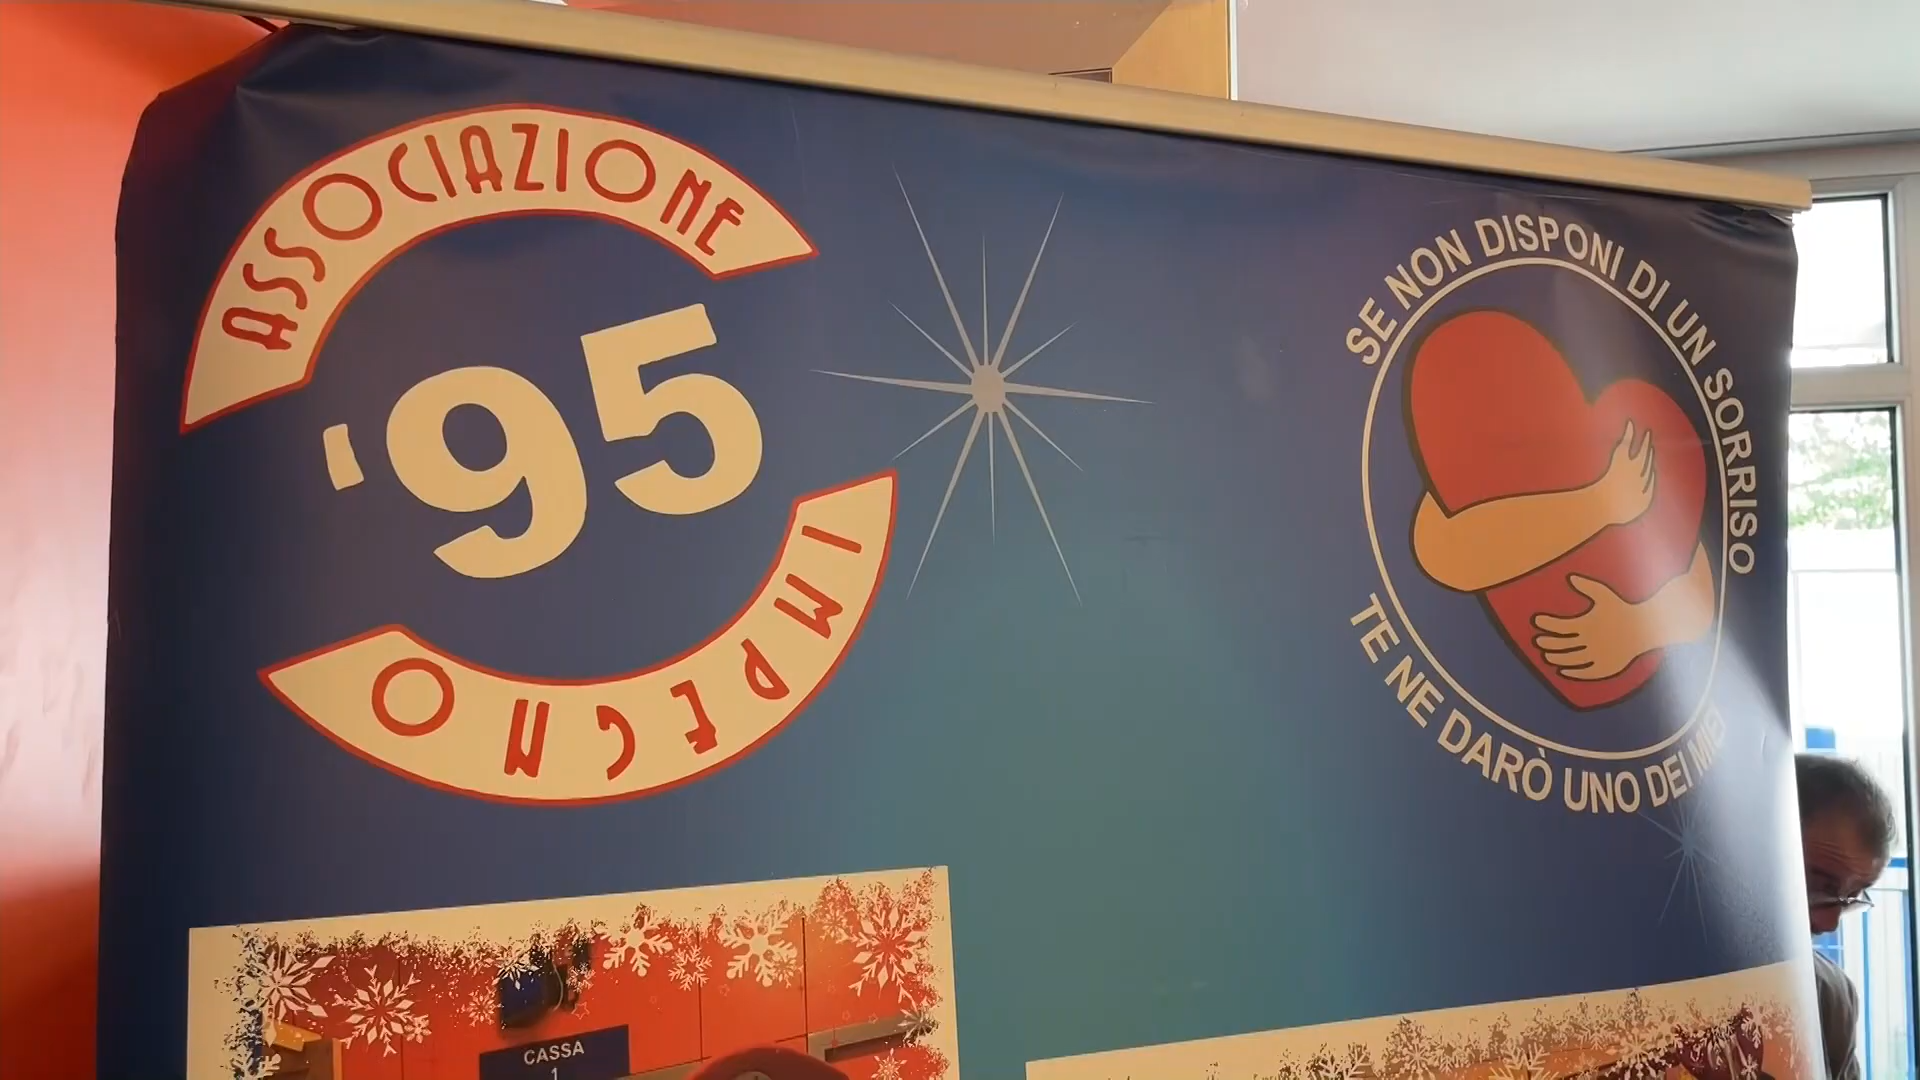 ASSOCIAZIONE
'95
IMPEGNO
SE NON DISPONI DI UN SORRISO
TE NE DARÒ UNO DEI MIEI
CASSA
1